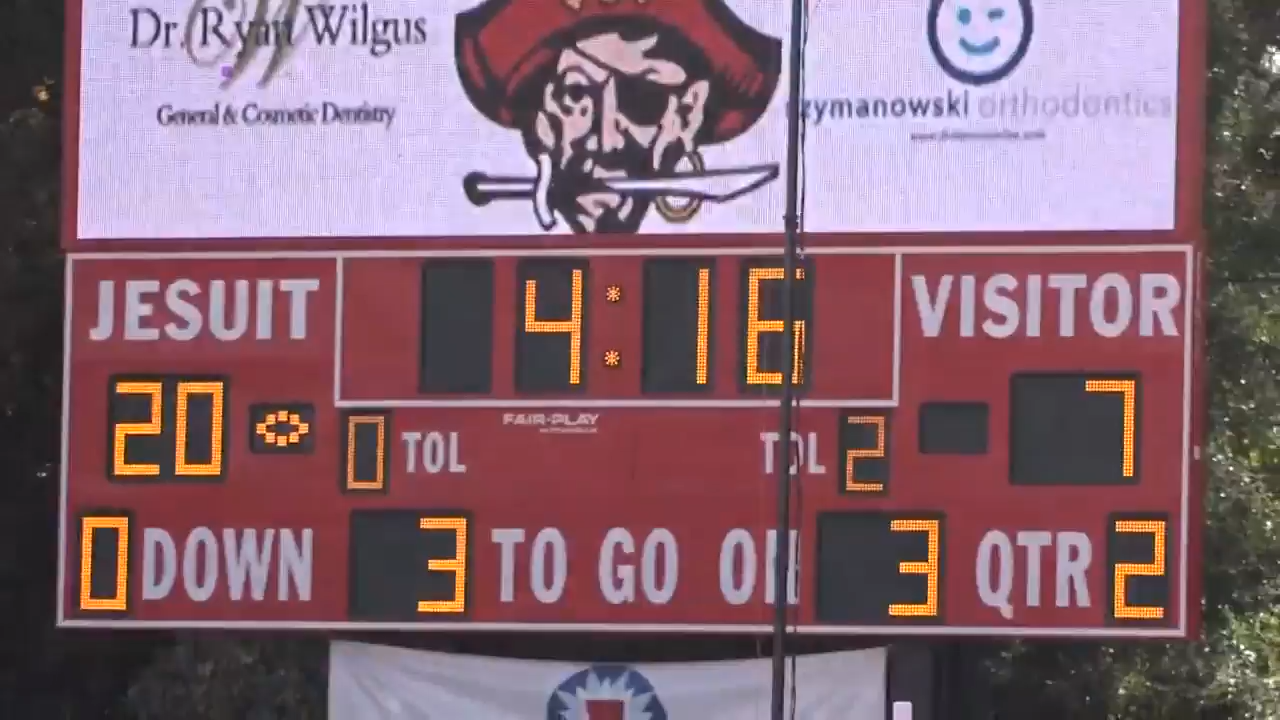 Dr. Ryan Wilgus
General & Cosmetic Dentistry
zymanowski orthodontics
JESUIT
4:16
VISITOR
20
0 TOL
FAIR-PLAY
TOL 2
7
0 DOWN 3 TO GO ON 3 QTR 2